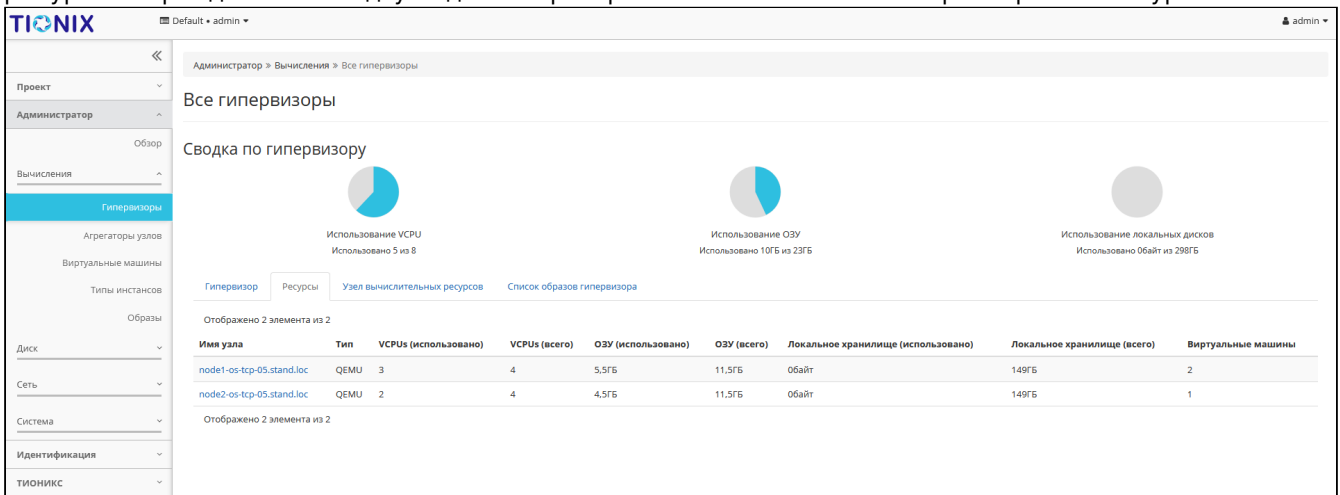 TIONIX
Default • admin
admin
Администратор » Вычисления » Все гипервизоры
Проект
Администратор
Обзор
Вычисления
Гипервизоры
Агрегаторы узлов
Виртуальные машины
Типы инстансов
Образы
Диск
Сеть
Система
Идентификация
ТИОНИКС
Все гипервизоры
Сводка по гипервизору
Использование VCPU
Использовано 5 из 8
Использование ОЗУ
Использовано 10ГБ из 23ГБ
Использование локальных дисков
Использовано 0байт из 298ГБ
Гипервизор Ресурсы Узел вычислительных ресурсов Список образов гипервизора
Отображено 2 элемента из 2
Имя узла Тип VCPUs (использовано) VCPUs (всего) ОЗУ (использовано) ОЗУ (всего) Локальное хранилище (использовано) Локальное хранилище (всего) Виртуальные машины
node1-os-tcp-05.stand.loc QEMU 3 4 5,5ГБ 11,5ГБ 0байт 149ГБ 2
node2-os-tcp-05.stand.loc QEMU 2 4 4,5ГБ 11,5ГБ 0байт 149ГБ 1
Отображено 2 элемента из 2